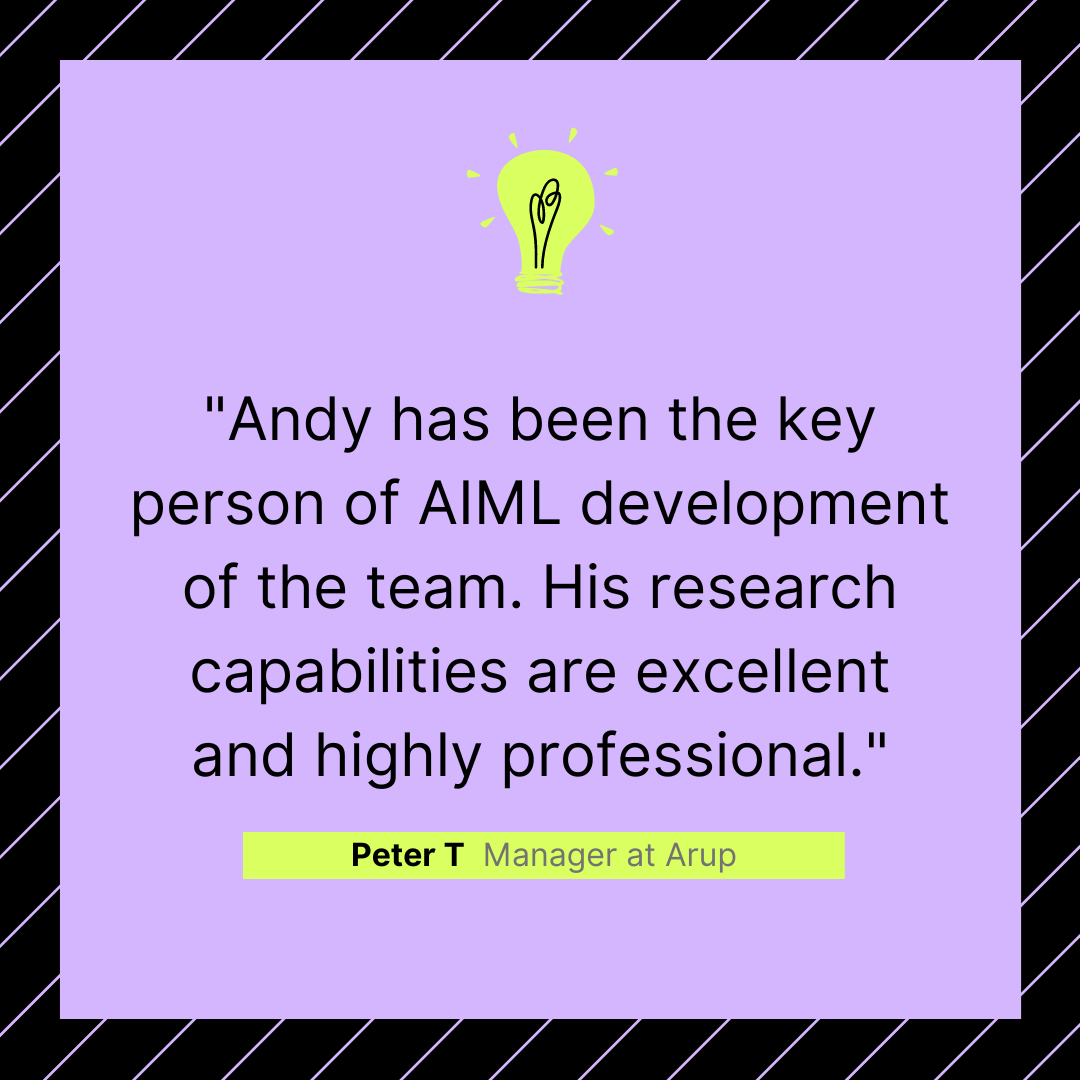 "Andy has been the key
person of AIML development
of the team. His research
capabilities are excellent
and highly professional."
Peter T Manager at Arup